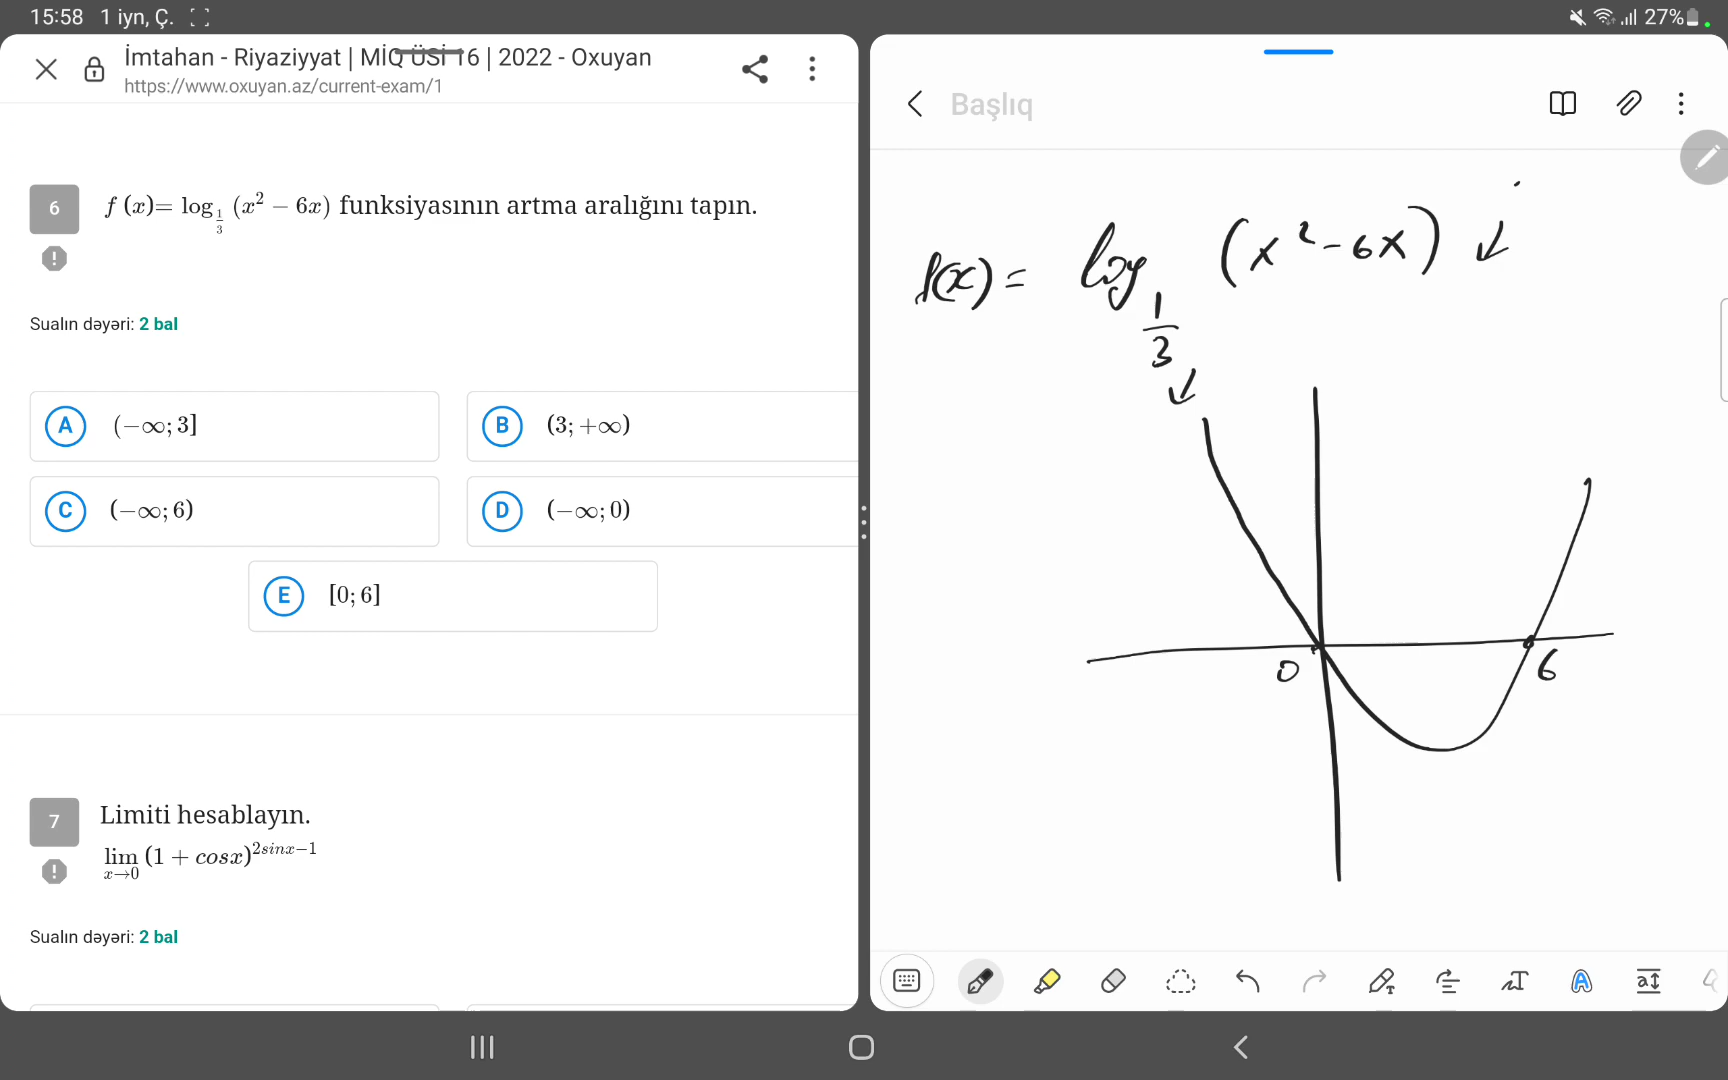 15:58 1 iyn, Ç. 27%
İmtahan - Riyaziyyat | MİQ ÜSİ 16 | 2022 - Oxuyan
https://www.oxuyan.az/current-exam/1
6 f (x)= log_{1/3} (x² − 6x) funksiyasının artma aralığını tapın.
Sualın dəyəri: 2 bal
A (−∞; 3]
B (3; +∞)
C (−∞; 6)
D (−∞; 0)
E [0; 6]
7 Limiti hesablayın.
lim_{x→0} (1 + cosx)^{2sinx−1}
Sualın dəyəri: 2 bal
Başlıq
f(x) = log_{1/3} (x² - 6x) ↓
↓
0 6